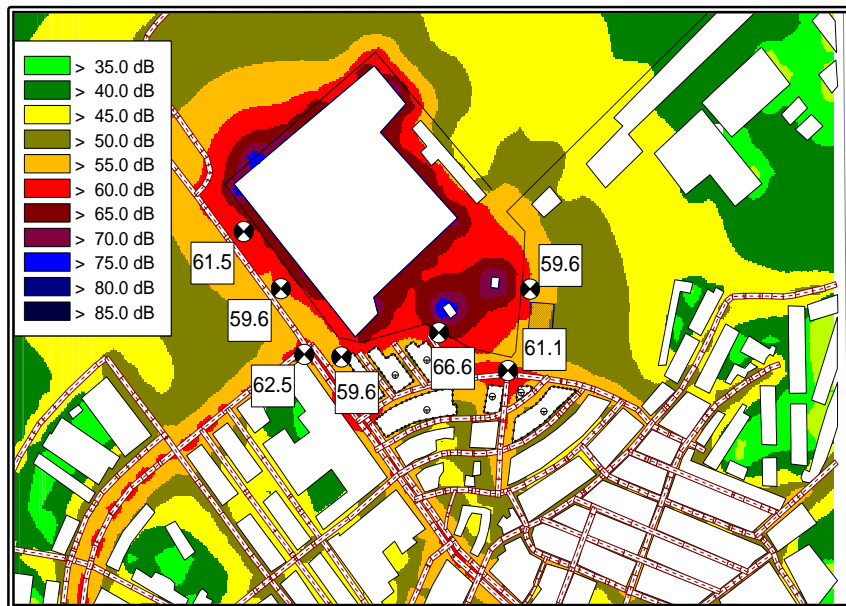 > 35.0 dB
> 40.0 dB
> 45.0 dB
> 50.0 dB
> 55.0 dB
> 60.0 dB
> 65.0 dB
> 70.0 dB
> 75.0 dB
> 80.0 dB
> 85.0 dB
61.5
59.6
59.6
62.5
59.6
66.6
61.1